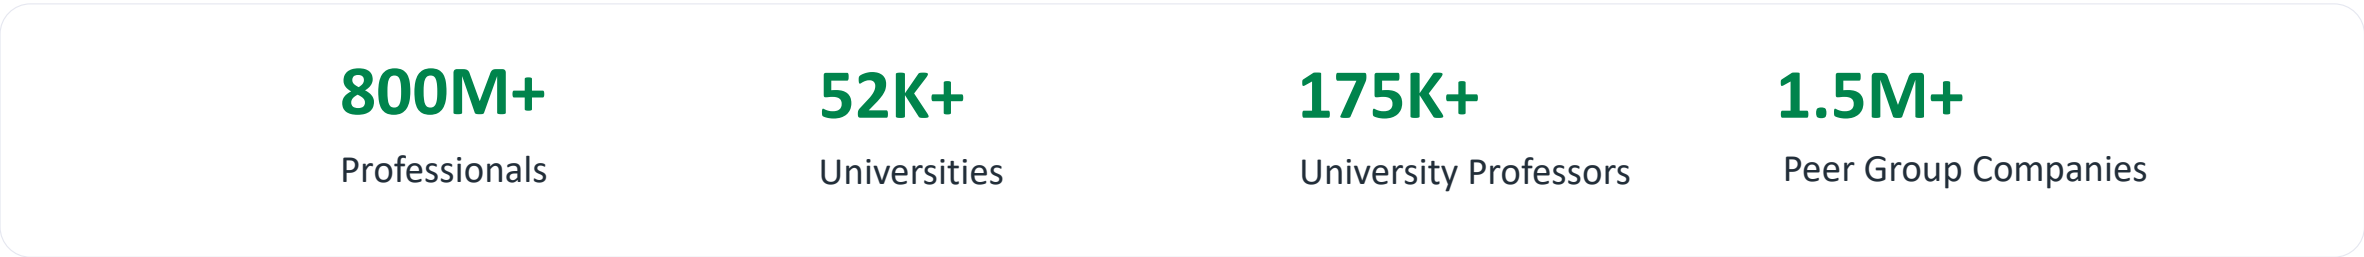 800M+
Professionals
52K+
Universities
175K+
University Professors
1.5M+
Peer Group Companies